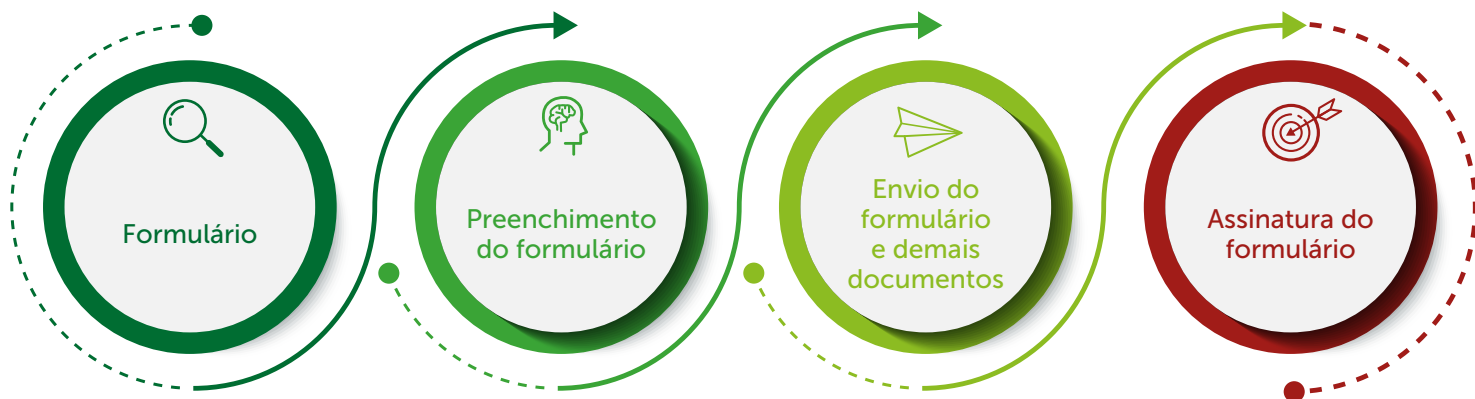 Formulário
Preenchimento
do formulário
Envio do
formulário
e demais
documentos
Assinatura do
formulário